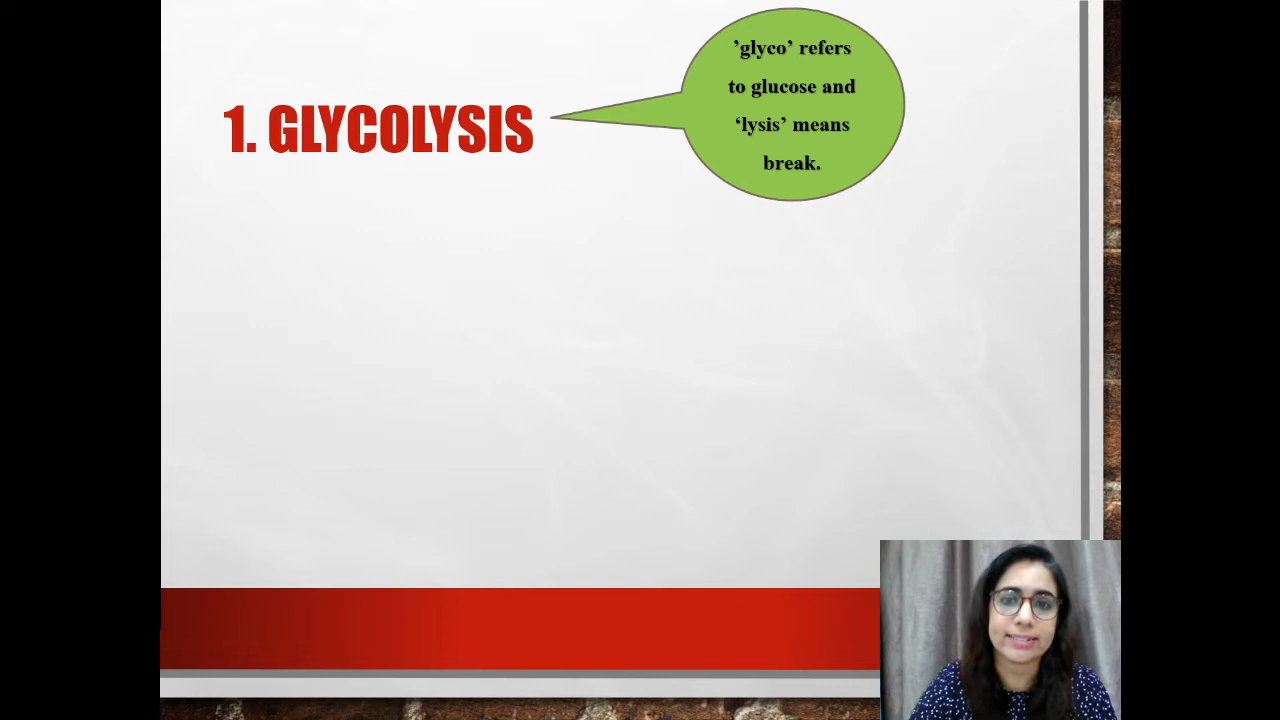 1. GLYCOLYSIS
’glyco’ refers
to glucose and
‘lysis’ means
break.